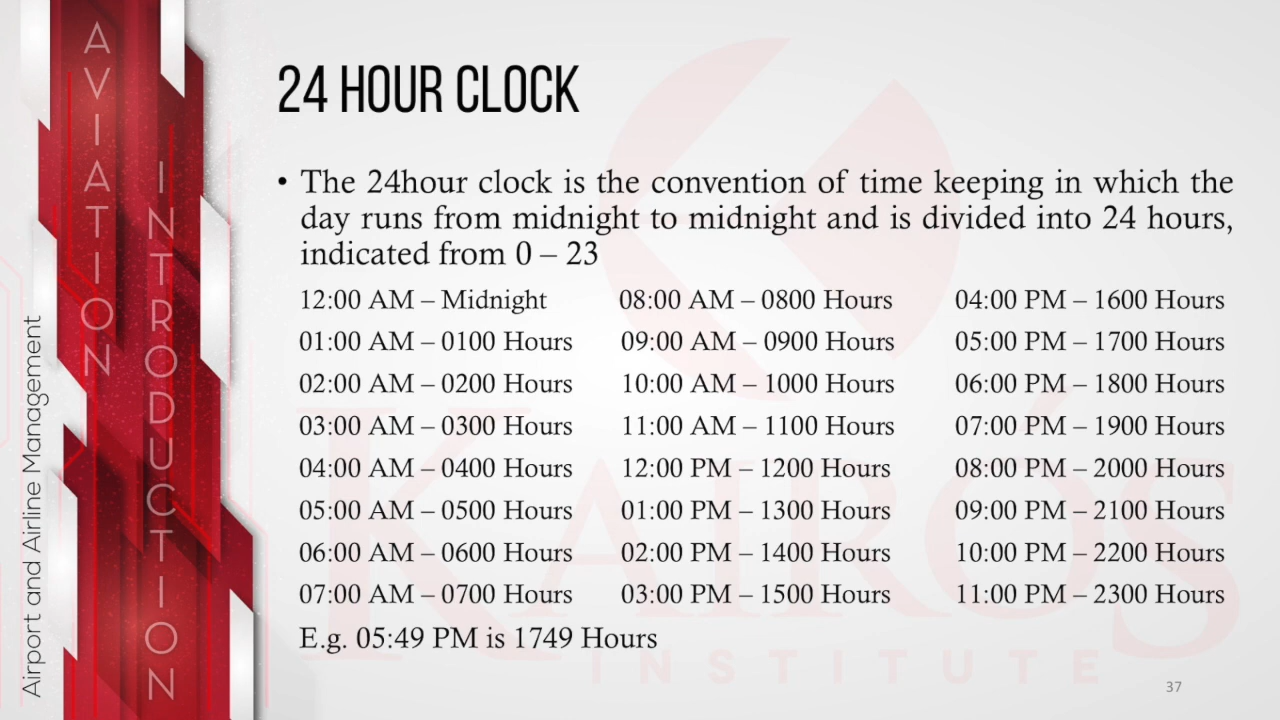 AVIATION
INTRODUCTION
Airport and Airline Management
24 HOUR CLOCK
• The 24hour clock is the convention of time keeping in which the
day runs from midnight to midnight and is divided into 24 hours,
indicated from 0 – 23
12:00 AM – Midnight
01:00 AM – 0100 Hours
02:00 AM – 0200 Hours
03:00 AM – 0300 Hours
04:00 AM – 0400 Hours
05:00 AM – 0500 Hours
06:00 AM – 0600 Hours
07:00 AM – 0700 Hours
08:00 AM – 0800 Hours
09:00 AM – 0900 Hours
10:00 AM – 1000 Hours
11:00 AM – 1100 Hours
12:00 PM – 1200 Hours
01:00 PM – 1300 Hours
02:00 PM – 1400 Hours
03:00 PM – 1500 Hours
04:00 PM – 1600 Hours
05:00 PM – 1700 Hours
06:00 PM – 1800 Hours
07:00 PM – 1900 Hours
08:00 PM – 2000 Hours
09:00 PM – 2100 Hours
10:00 PM – 2200 Hours
11:00 PM – 2300 Hours
E.g. 05:49 PM is 1749 Hours
KAIRÓS
INSTITUTE
37